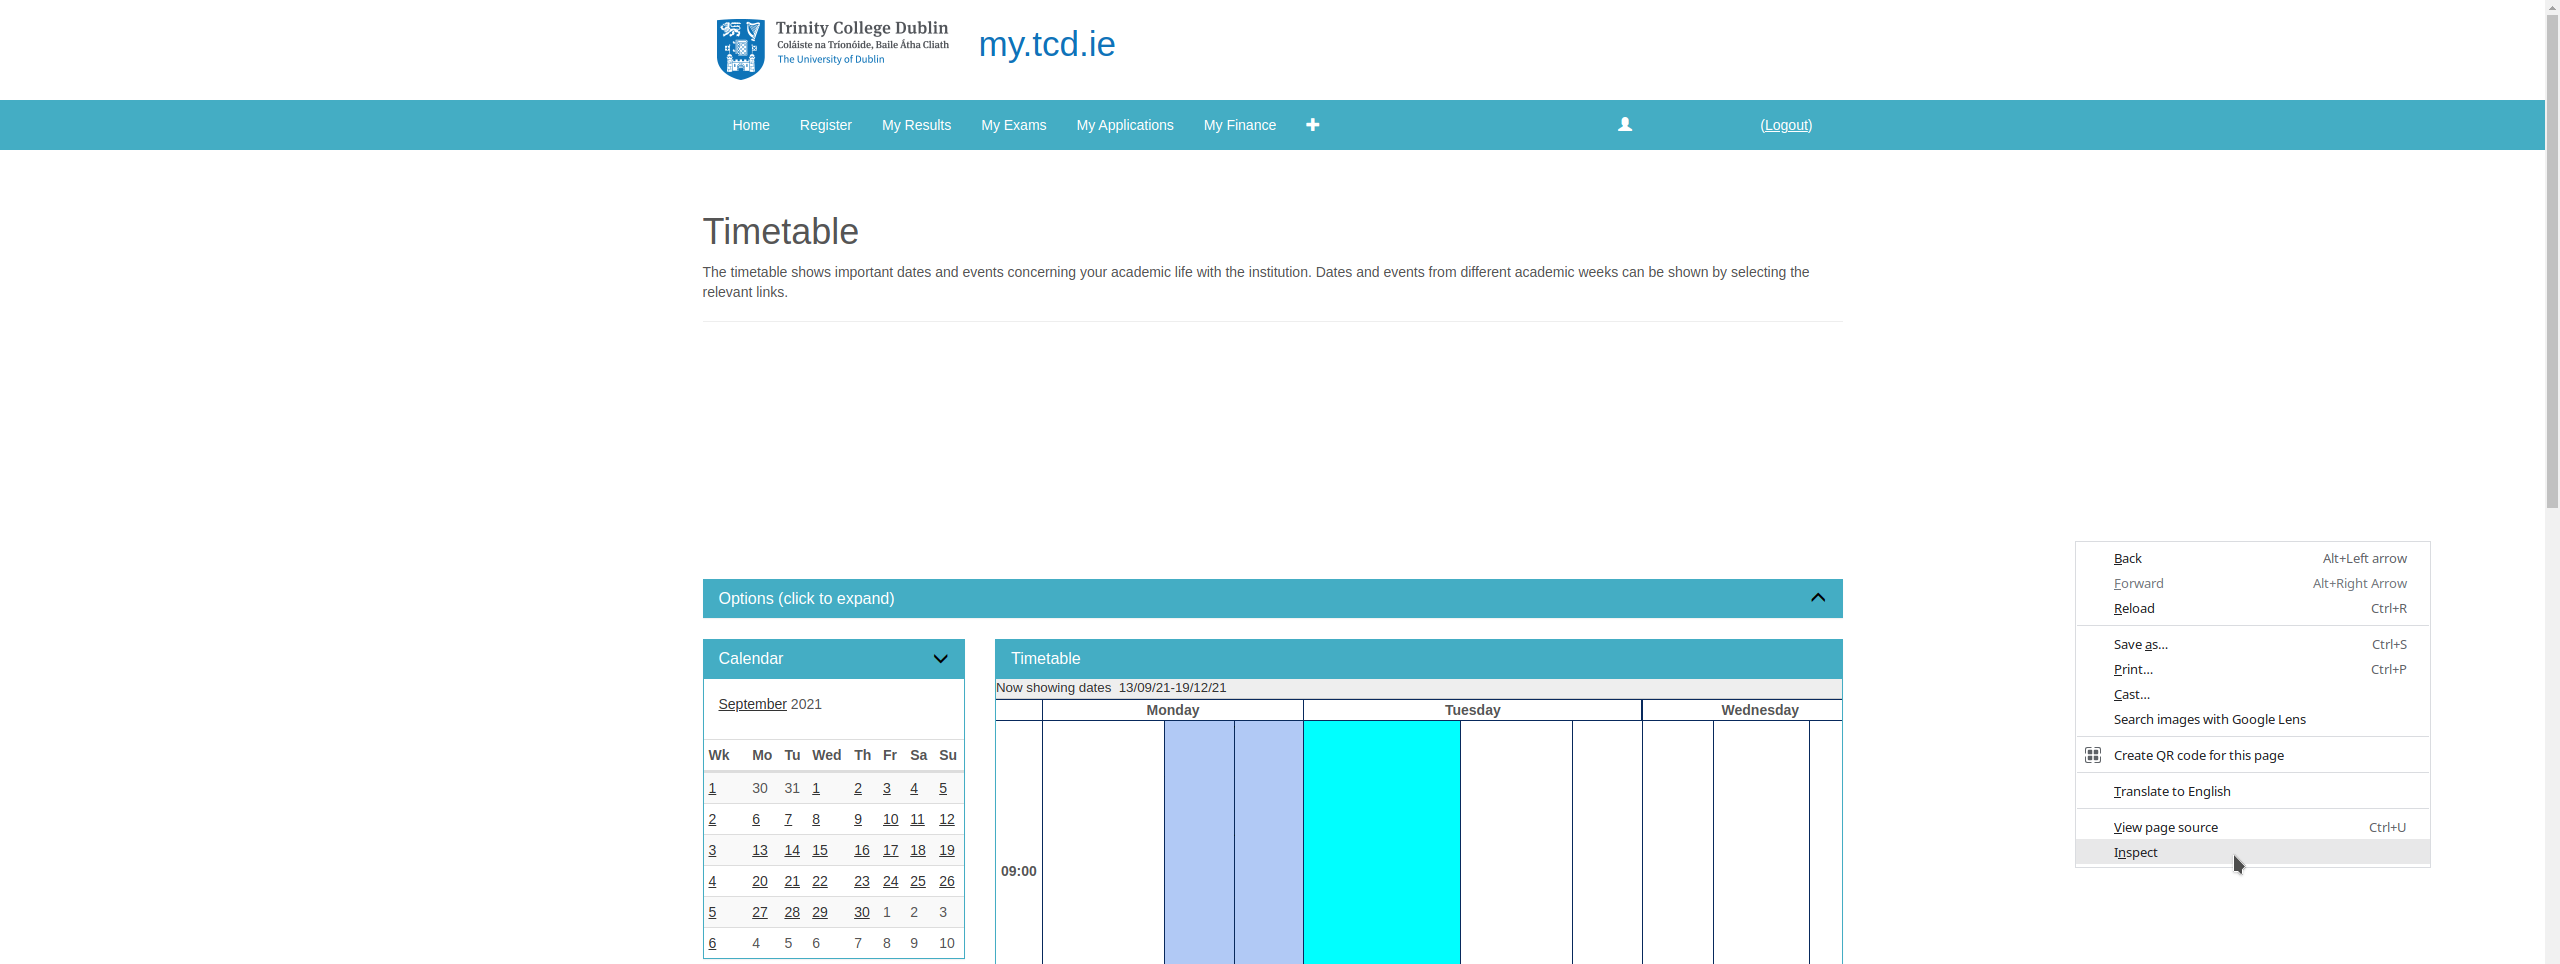 Trinity College Dublin
Coláiste na Tríonóide, Baile Átha Cliath
The University of Dublin
my.tcd.ie
Home Register My Results My Exams My Applications My Finance (Logout)
Timetable
The timetable shows important dates and events concerning your academic life with the institution. Dates and events from different academic weeks can be shown by selecting the
relevant links.
Options (click to expand)
Calendar
September 2021
Wk Mo Tu Wed Th Fr Sa Su
1 30 31 1 2 3 4 5
2 6 7 8 9 10 11 12
3 13 14 15 16 17 18 19
4 20 21 22 23 24 25 26
5 27 28 29 30 1 2 3
6 4 5 6 7 8 9 10
Timetable
Now showing dates 13/09/21-19/12/21
Monday Tuesday Wednesday
09:00
Back Alt+Left arrow
Forward Alt+Right Arrow
Reload Ctrl+R
Save as... Ctrl+S
Print... Ctrl+P
Cast...
Search images with Google Lens
Create QR code for this page
Translate to English
View page source Ctrl+U
Inspect